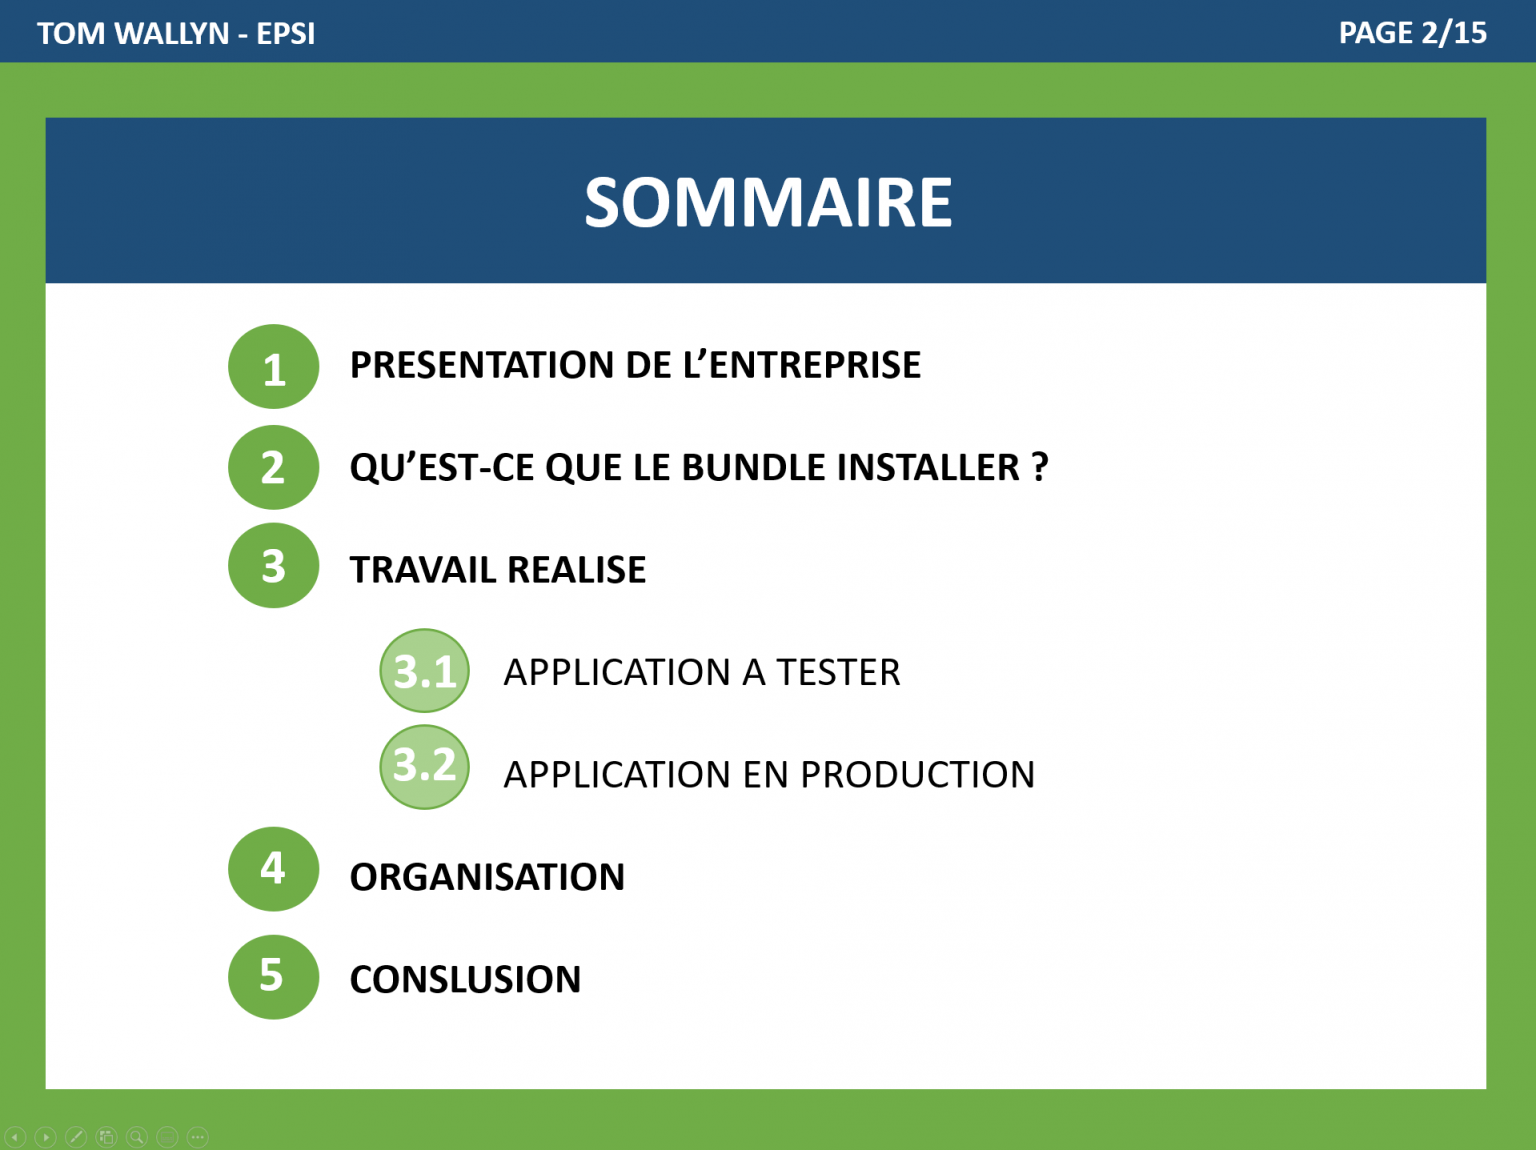 TOM WALLYN - EPSI
PAGE 2/15
SOMMAIRE
1 PRESENTATION DE L’ENTREPRISE
2 QU’EST-CE QUE LE BUNDLE INSTALLER ?
3 TRAVAIL REALISE
3.1 APPLICATION A TESTER
3.2 APPLICATION EN PRODUCTION
4 ORGANISATION
5 CONSLUSION